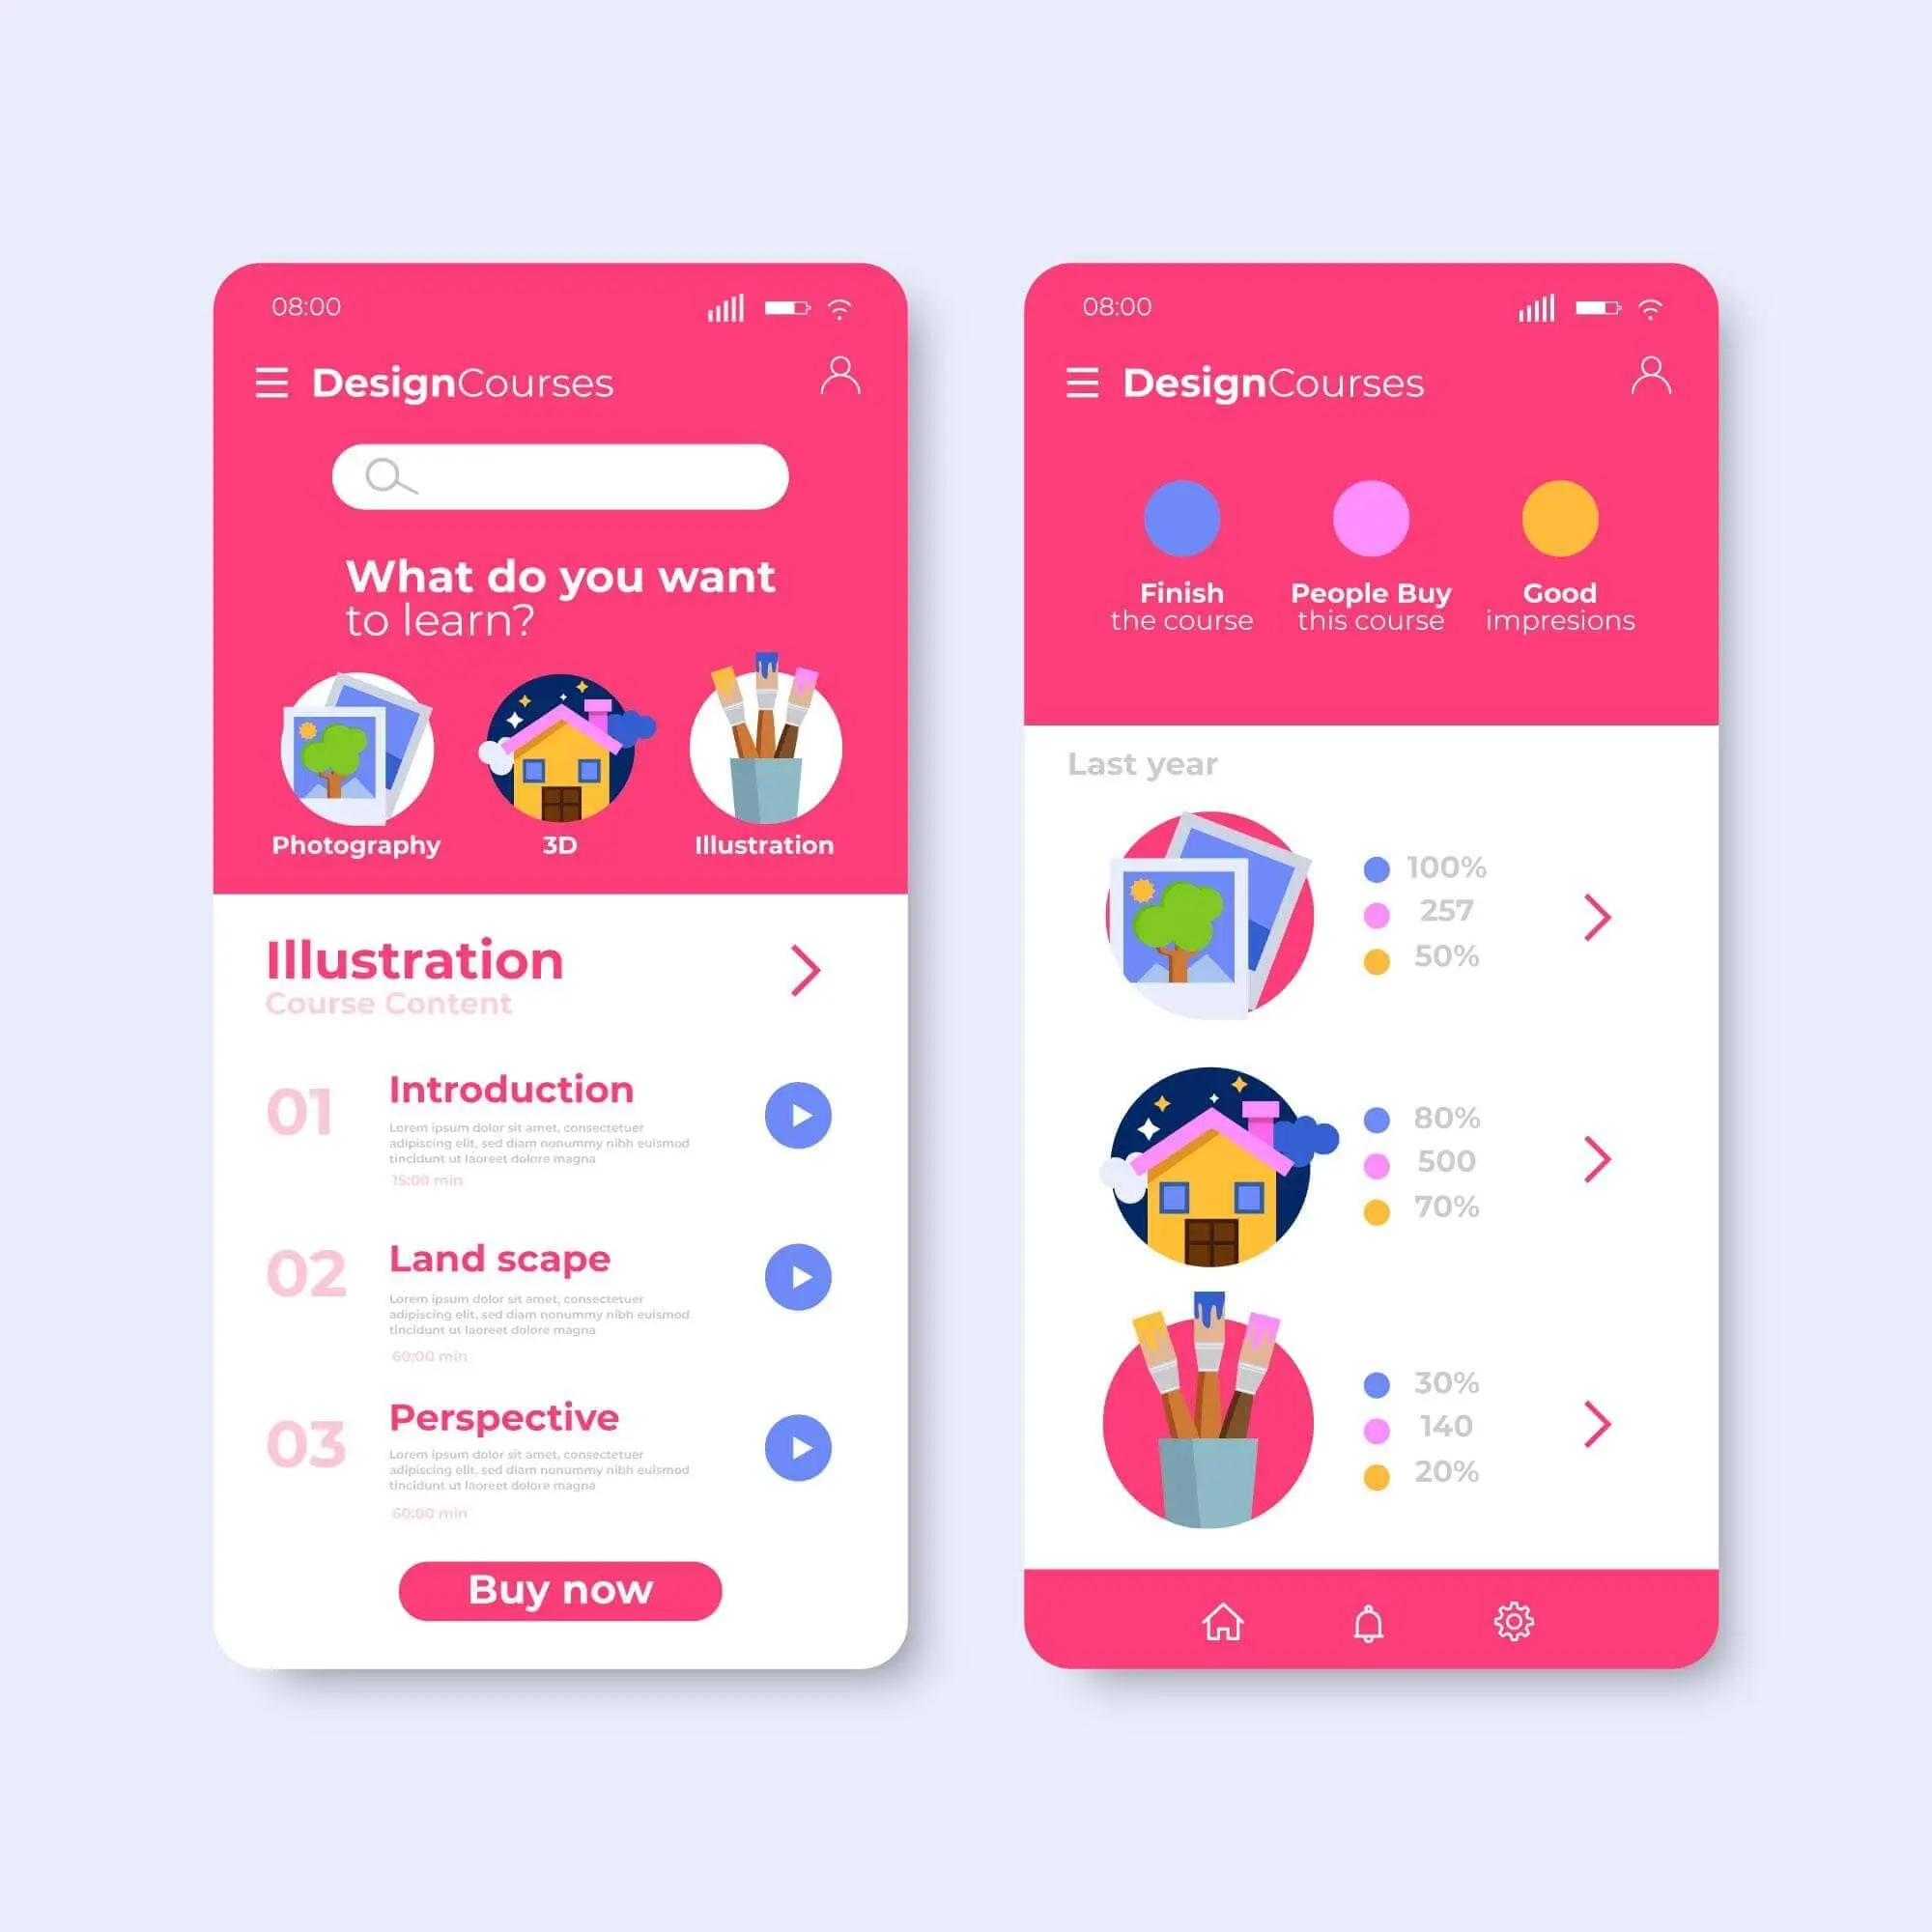 08:00
DesignCourses
What do you want
to learn?
Photography
3D
Illustration
Illustration
Course Content
01
Introduction
Lorem ipsum dolor sit amet, consectetuer
adipiscing elit, sed diam nonummy nibh euismod
tincidunt ut laoreet dolore magna
15:00 min
02
Land scape
Lorem ipsum dolor sit amet, consectetuer
adipiscing elit, sed diam nonummy nibh euismod
tincidunt ut laoreet dolore magna
60:00 min
03
Perspective
Lorem ipsum dolor sit amet, consectetuer
adipiscing elit, sed diam nonummy nibh euismod
tincidunt ut laoreet dolore magna
60:00 min
Buy now
08:00
DesignCourses
Finish
the course
People Buy
this course
Good
impresions
Last year
100%
257
50%
80%
500
70%
30%
140
20%